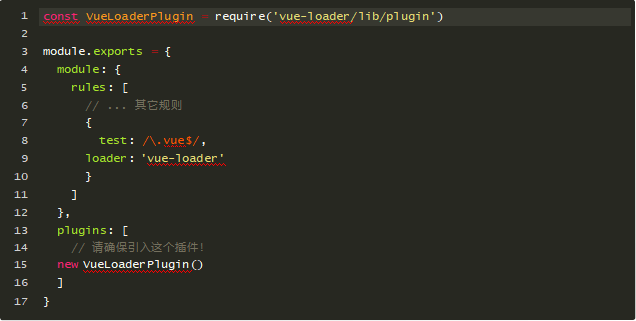 1 const VueLoaderPlugin = require('vue-loader/lib/plugin')
2
3 module.exports = {
4   module: {
5     rules: [
6       // ... 其它规则
7       {
8         test: /\.vue$/,
9       loader: 'vue-loader'
10       }
11     ]
12   },
13   plugins: [
14     // 请确保引入这个插件!
15   new VueLoaderPlugin()
16   ]
17 }